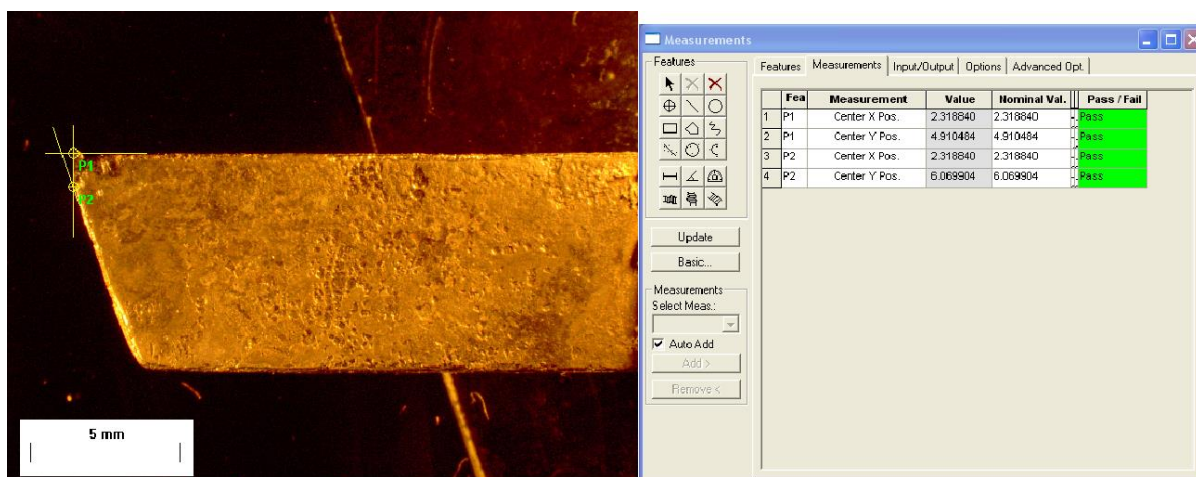 P1
P2
5 mm
Measurements
Features
Update
Basic...
Measurements
Select Meas.:
Auto Add
Add >
Remove <
Features Measurements Input/Output Options Advanced Opt.
Fea Measurement Value Nominal Val. Pass / Fail
1 P1 Center X Pos. 2.318840 2.318840 Pass
2 P1 Center Y Pos. 4.910484 4.910484 Pass
3 P2 Center X Pos. 2.318840 2.318840 Pass
4 P2 Center Y Pos. 6.069904 6.069904 Pass